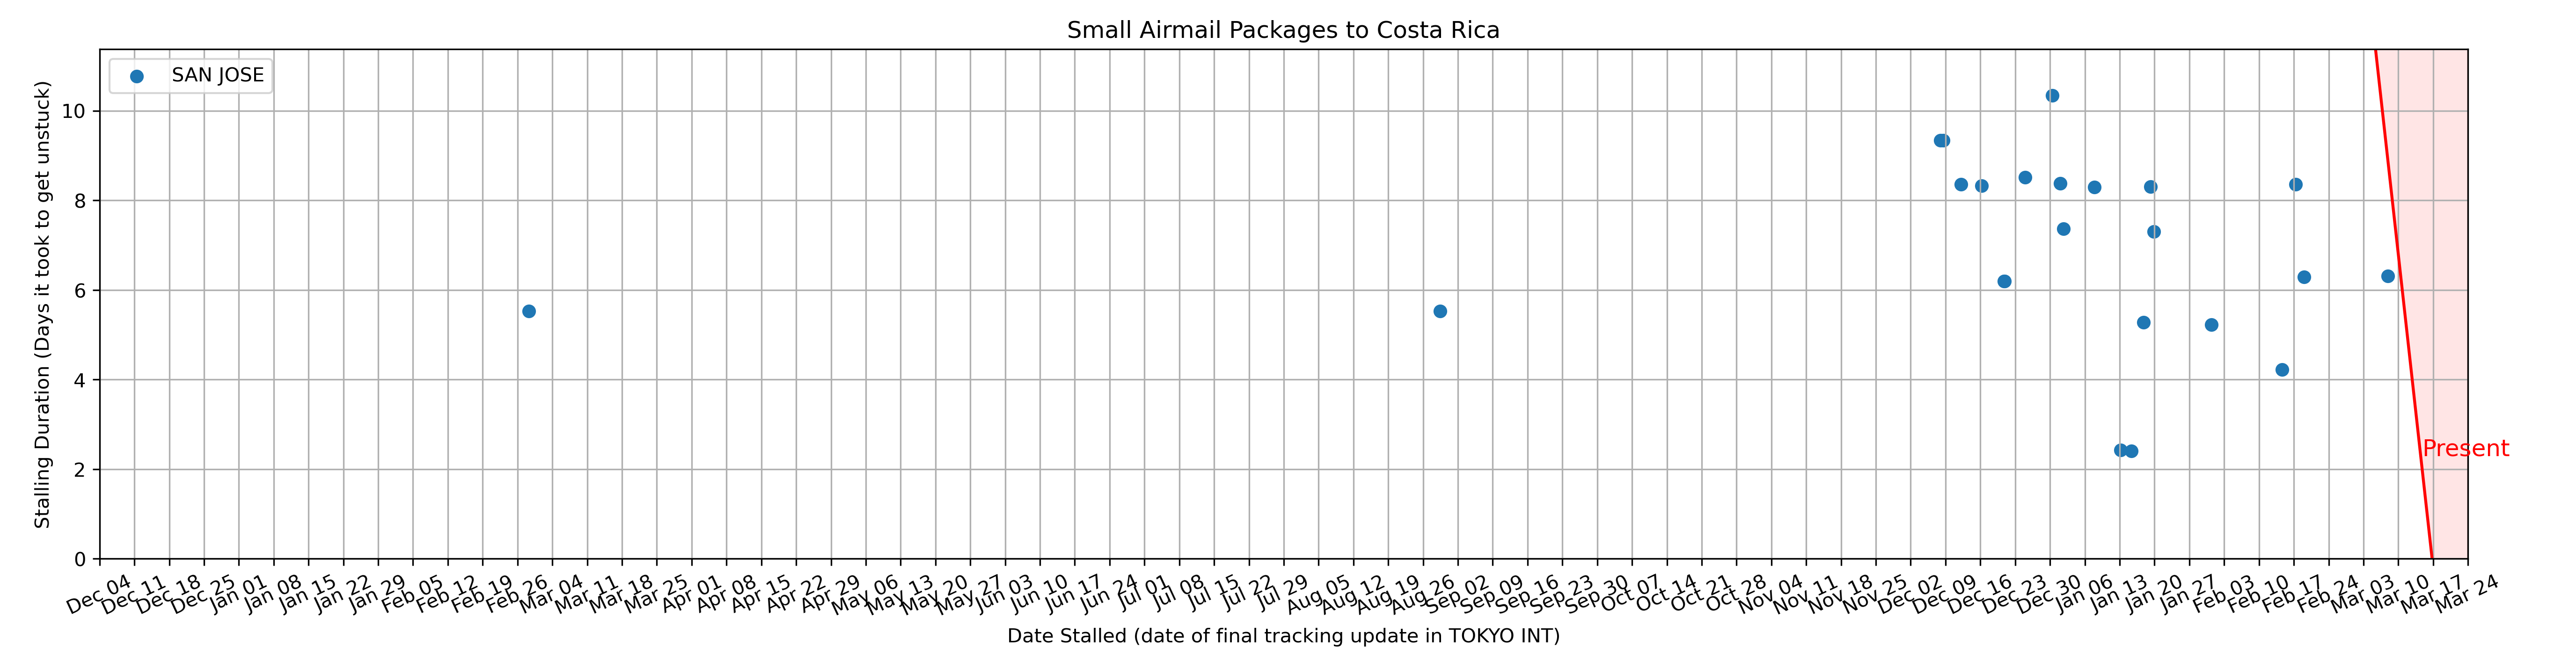 Small Airmail Packages to Costa Rica
SAN JOSE
Stalling Duration (Days it took to get unstuck)
10
8
6
4
2
0
Present
Dec 04
Dec 11
Dec 18
Dec 25
Jan 01
Jan 08
Jan 15
Jan 22
Jan 29
Feb 05
Feb 12
Feb 19
Feb 26
Mar 04
Mar 11
Mar 18
Mar 25
Apr 01
Apr 08
Apr 15
Apr 22
Apr 29
May 06
May 13
May 20
May 27
Jun 03
Jun 10
Jun 17
Jun 24
Jul 01
Jul 08
Jul 15
Jul 22
Jul 29
Aug 05
Aug 12
Aug 19
Aug 26
Sep 02
Sep 09
Sep 16
Sep 23
Sep 30
Oct 07
Oct 14
Oct 21
Oct 28
Nov 04
Nov 11
Nov 18
Nov 25
Dec 02
Dec 09
Dec 16
Dec 23
Dec 30
Jan 06
Jan 13
Jan 20
Jan 27
Feb 03
Feb 10
Feb 17
Feb 24
Mar 03
Mar 10
Mar 17
Mar 24
Date Stalled (date of final tracking update in TOKYO INT)